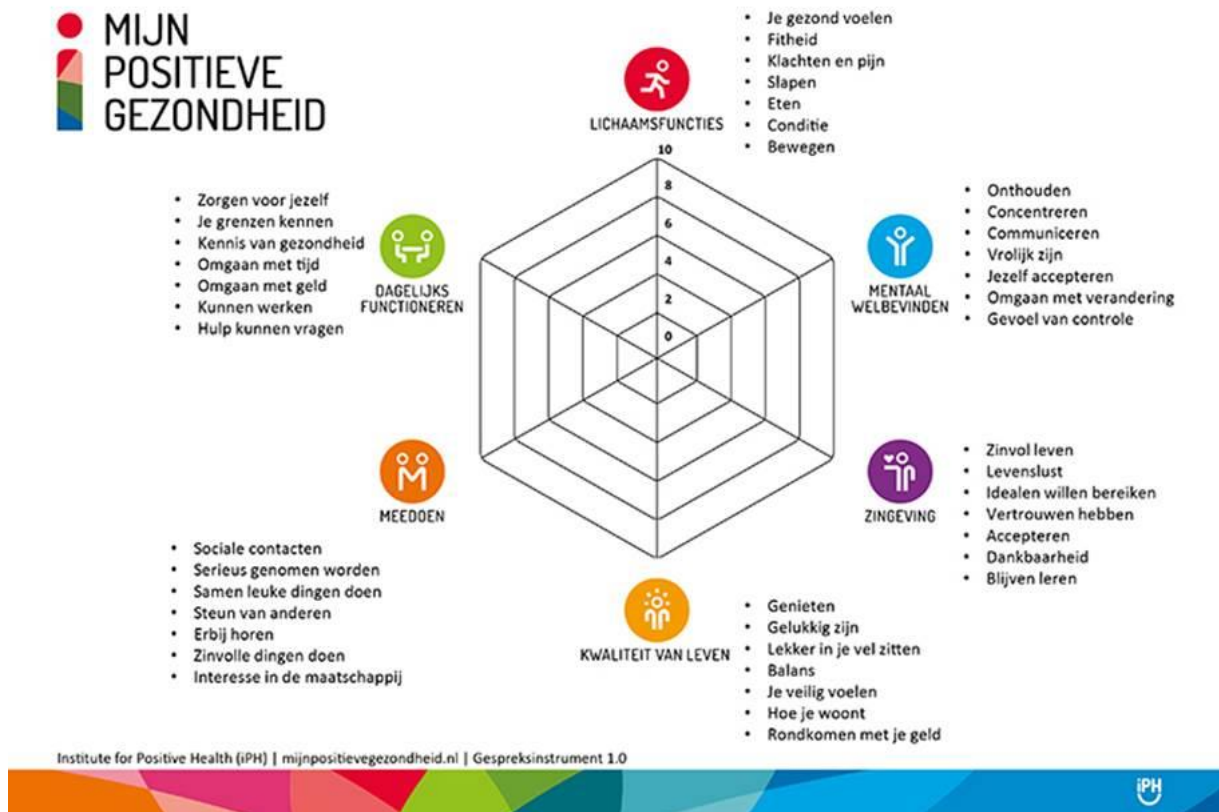 MIJN
POSITIEVE
GEZONDHEID
LICHAAMSFUNCTIES
• Je gezond voelen
• Fitheid
• Klachten en pijn
• Slapen
• Eten
• Conditie
• Bewegen
10
8
6
4
2
0
MENTAAL
WELBEVINDEN
• Onthouden
• Concentreren
• Communiceren
• Vrolijk zijn
• Jezelf accepteren
• Omgaan met verandering
• Gevoel van controle
ZINGEVING
• Zinvol leven
• Levenslust
• Idealen willen bereiken
• Vertrouwen hebben
• Accepteren
• Dankbaarheid
• Blijven leren
KWALITEIT VAN LEVEN
• Genieten
• Gelukkig zijn
• Lekker in je vel zitten
• Balans
• Je veilig voelen
• Hoe je woont
• Rondkomen met je geld
MEEDOEN
• Sociale contacten
• Serieus genomen worden
• Samen leuke dingen doen
• Steun van anderen
• Erbij horen
• Zinvolle dingen doen
• Interesse in de maatschappij
DAGELIJKS
FUNCTIONEREN
• Zorgen voor jezelf
• Je grenzen kennen
• Kennis van gezondheid
• Omgaan met tijd
• Omgaan met geld
• Kunnen werken
• Hulp kunnen vragen
Institute for Positive Health (iPH) | mijnpositievegezondheid.nl | Gespreksinstrument 1.0
iPH